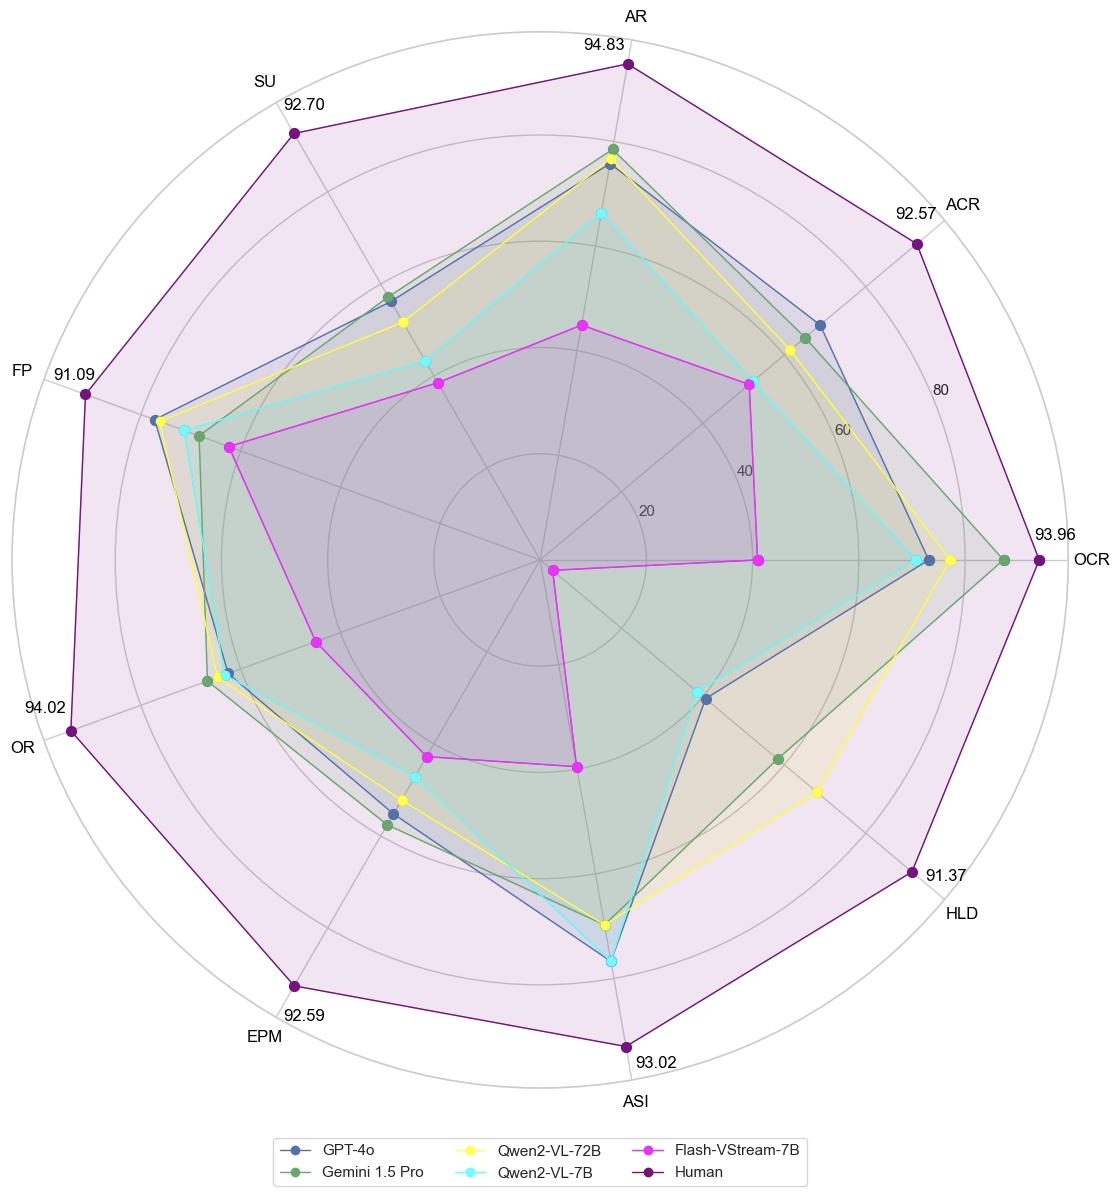 AR
94.83
SU
92.70
ACR
92.57
FP
91.09
80
60
40
20
93.96
OCR
94.02
OR
91.37
HLD
92.59
EPM
93.02
ASI
GPT-4o
Gemini 1.5 Pro
Qwen2-VL-72B
Qwen2-VL-7B
Flash-VStream-7B
Human